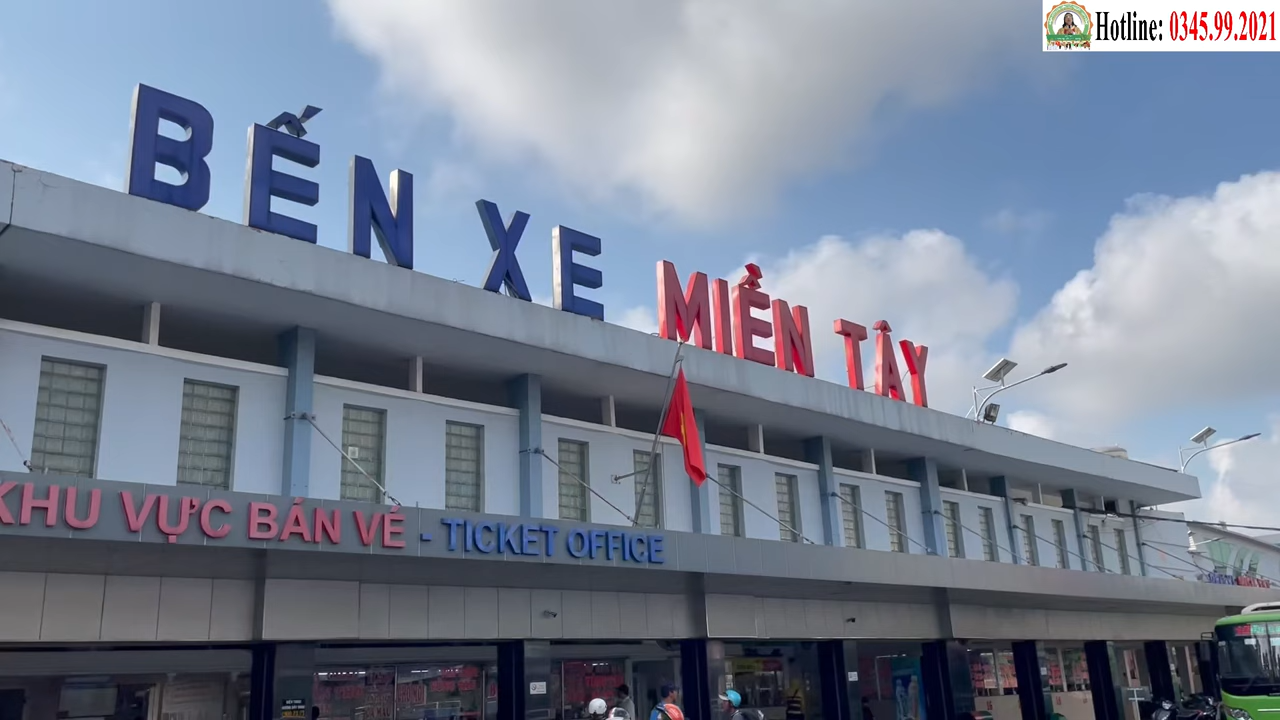 Hotline: 0345.99.2021
BẾN XE MIỀN TÂY
KHU VỰC BÁN VÉ - TICKET OFFICE